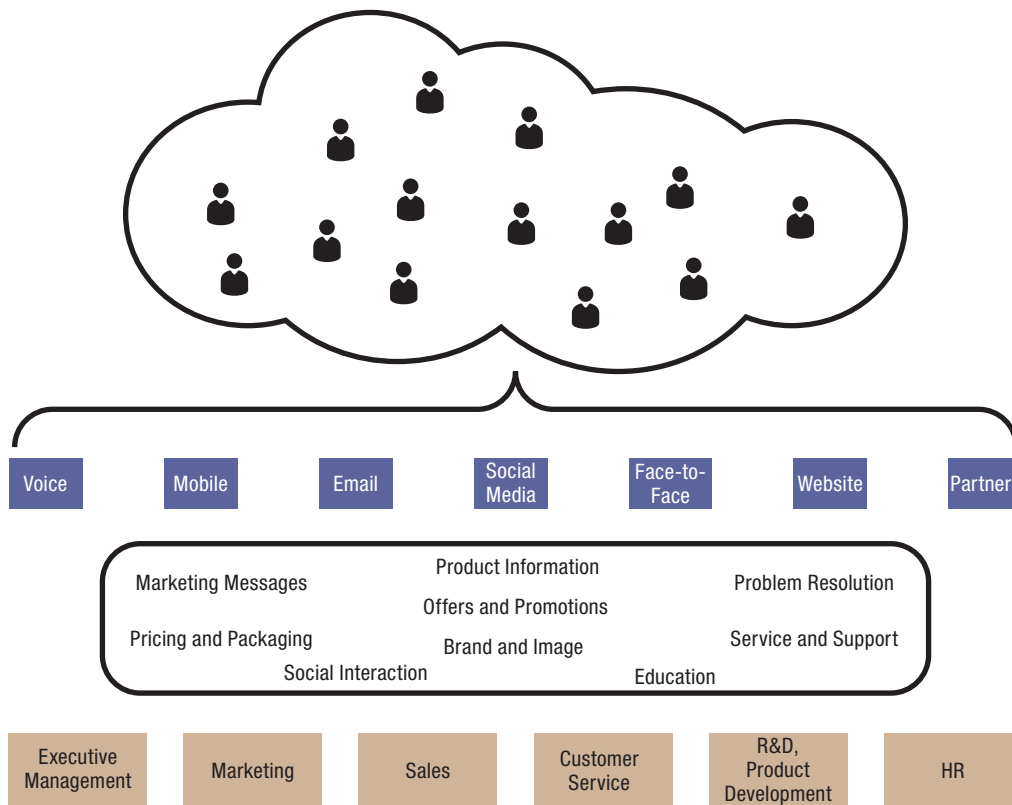 Voice
Mobile
Email
Social
Media
Face-to-
Face
Website
Partner
Marketing Messages
Product Information
Problem Resolution
Offers and Promotions
Pricing and Packaging
Brand and Image
Service and Support
Social Interaction
Education
Executive
Management
Marketing
Sales
Customer
Service
R&D,
Product
Development
HR